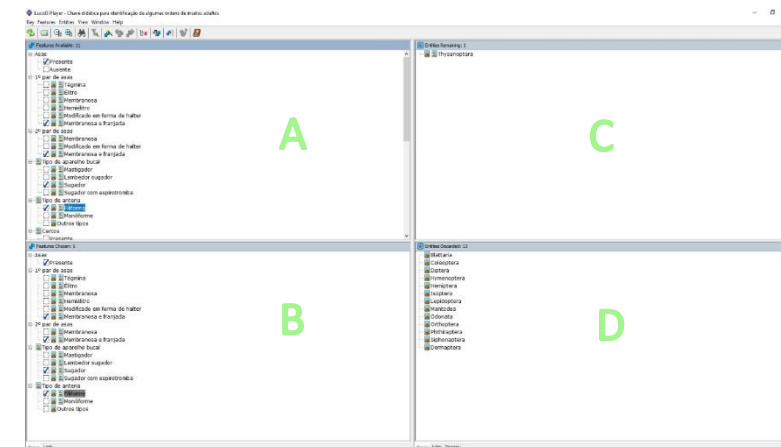 Lucid Player - Chave didática para identificação de algumas ordens de insetos adultos
Key Features Entities View Window Help
Features Available: 11
Asas
Presente
Ausente
1º par de asas
Tégmina
Élitro
Membranosa
Hemiélitro
Modificado em forma de halter
Membranosa e franjada
2º par de asas
Membranosa
Modificado em forma de halter
Membranosa e franjada
Tipo de aparelho bucal
Mastigador
Lambedor sugador
Sugador
Sugador com espirotromba
Tipo de antena
Filiforme
Moniliforme
Outros tipos
Cercos
Presente
A
Features Chosen: 5
Asas
Presente
1º par de asas
Tégmina
Élitro
Membranosa
Hemiélitro
Modificado em forma de halter
Membranosa e franjada
2º par de asas
Membranosa
Membranosa e franjada
Tipo de aparelho bucal
Mastigador
Lambedor sugador
Sugador
Sugador com espirotromba
Tipo de antena
Filiforme
Moniliforme
Outros tipos
B
Entities Remaining: 1
Thysanoptera
C
Entities Discarded: 13
Blattaria
Coleoptera
Diptera
Hymenoptera
Hemiptera
Isoptera
Lepidoptera
Mantodea
Odonata
Orthoptera
Phthiraptera
Siphonaptera
Dermaptera
D